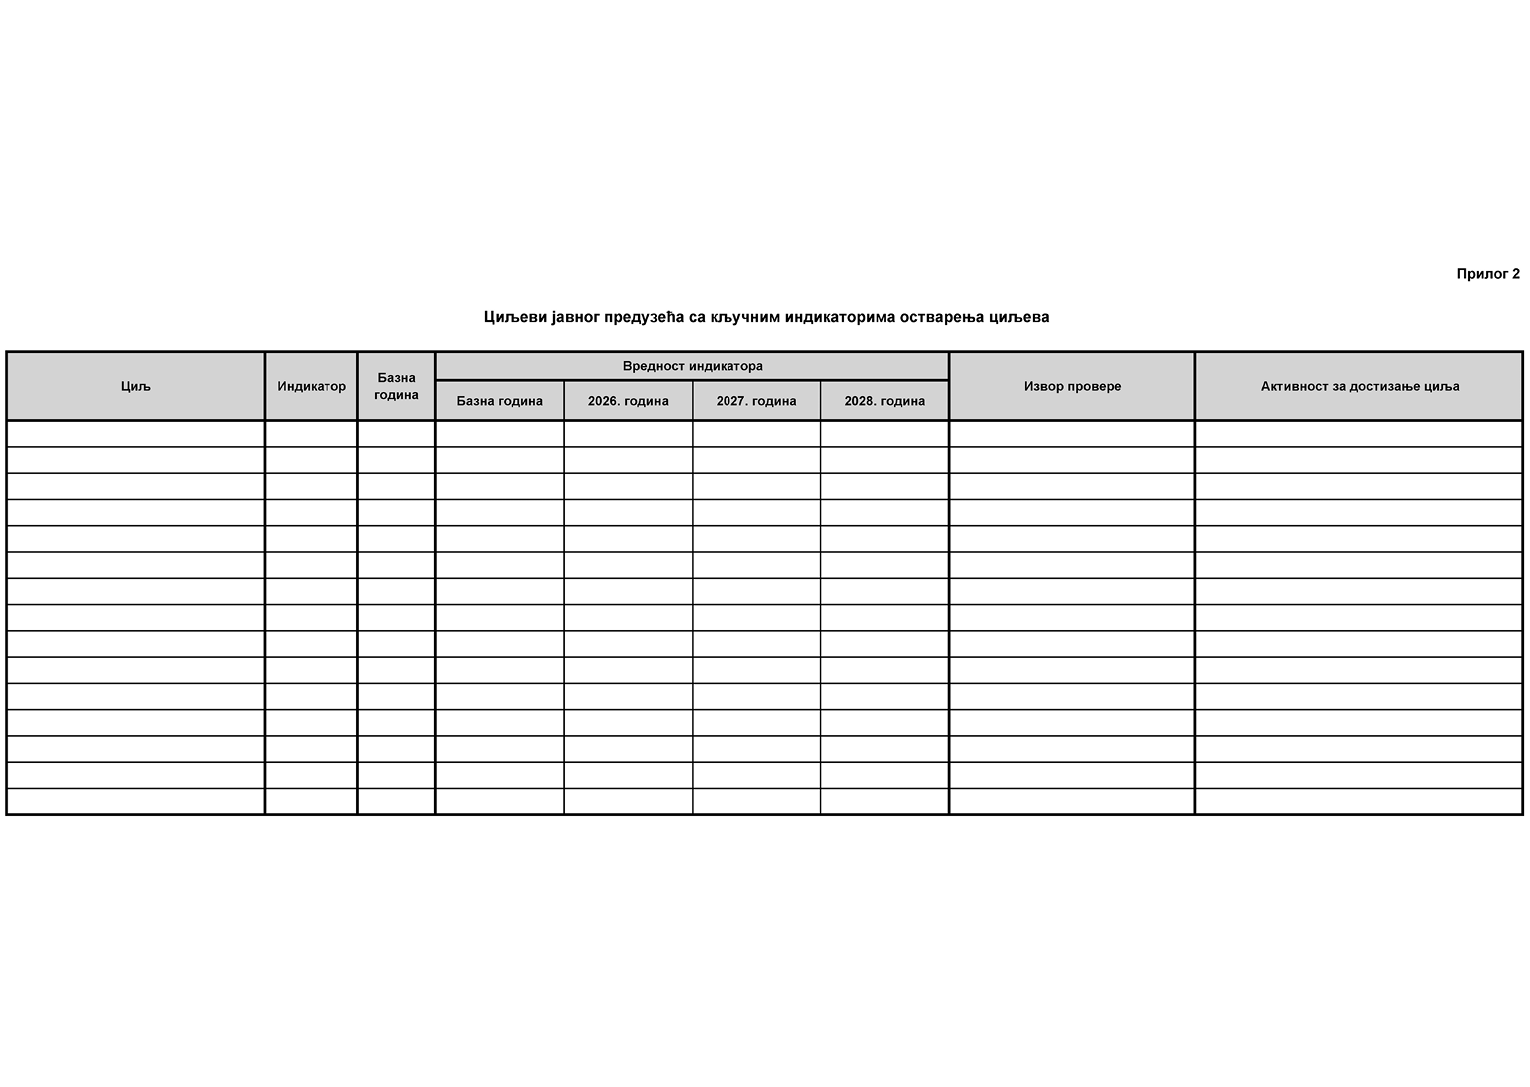 Прилог 2
Циљеви јавног предузећа са кључним индикаторима остварења циљева
Циљ
Индикатор
Базна
година
Вредност индикатора
Базна година
2026. година
2027. година
2028. година
Извор провере
Активност за достизање циља